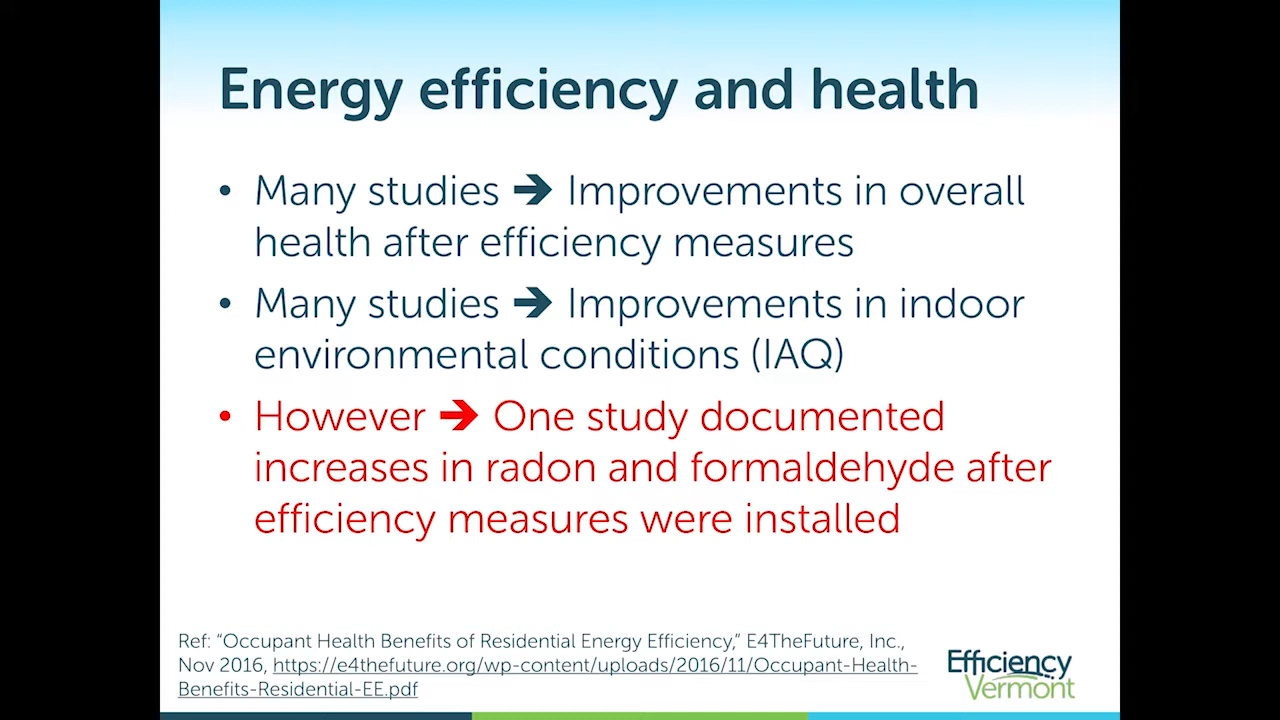 Energy efficiency and health
• Many studies ➔ Improvements in overall
health after efficiency measures
• Many studies ➔ Improvements in indoor
environmental conditions (IAQ)
• However ➔ One study documented
increases in radon and formaldehyde after
efficiency measures were installed
Ref: “Occupant Health Benefits of Residential Energy Efficiency,” E4TheFuture, Inc.,
Nov 2016, https://e4thefuture.org/wp-content/uploads/2016/11/Occupant-Health-
Benefits-Residential-EE.pdf
Efficiency
Vermont